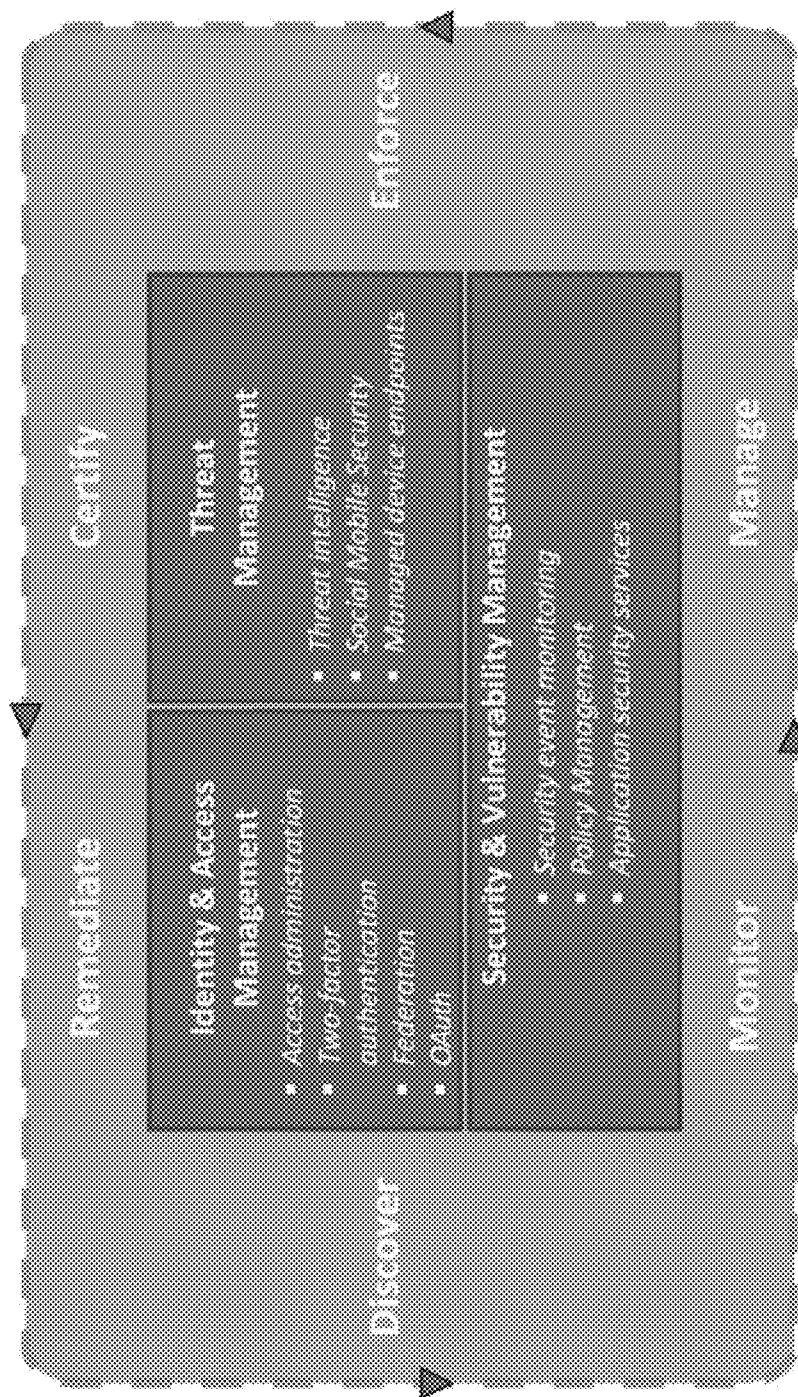 Remediate
Certify
Discover
Identity & Access
Management
▪ Access administration
▪ Two-factor
authentication
▪ Federation
▪ OAuth
Threat
Management
▪ Threat intelligence
▪ Social Mobile Security
▪ Managed device endpoints
Enforce
Security & Vulnerability Management
▪ Security event monitoring
▪ Policy Management
▪ Application security services
Monitor
Manage